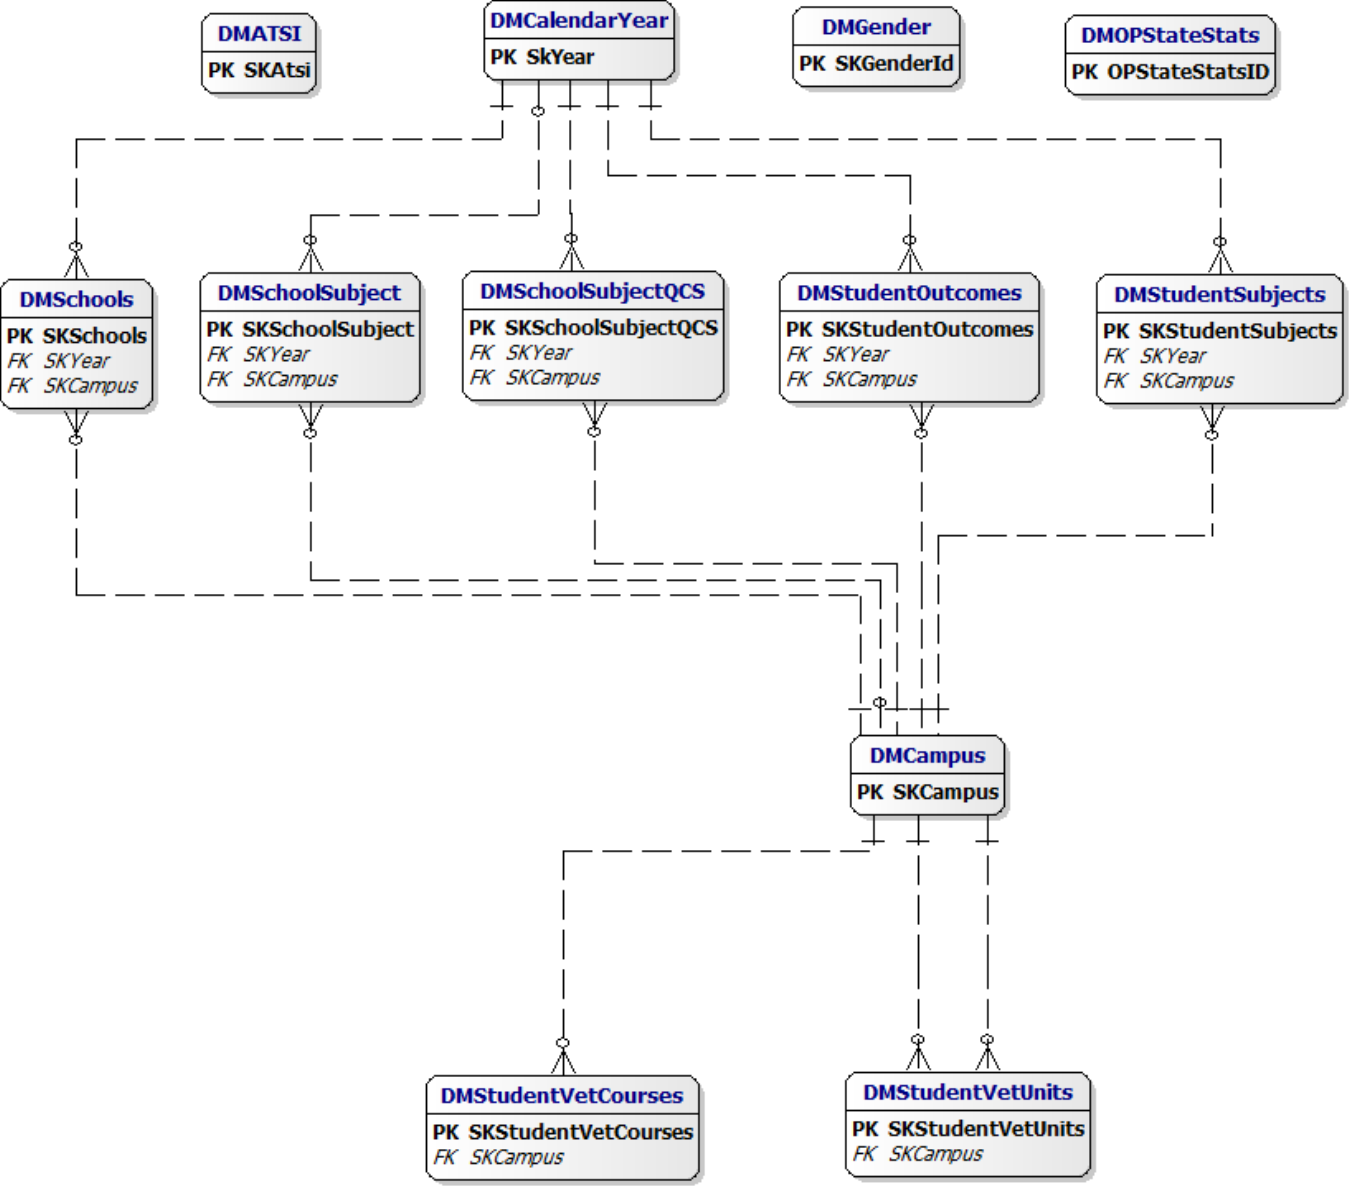 DMATSI
PK SKAtsi
DMCalendarYear
PK SkYear
DMGender
PK SKGenderId
DMOPStateStats
PK OPStateStatsID
DMSchools
PK SKSchools
FK SKYear
FK SKCampus
DMSchoolSubject
PK SKSchoolSubject
FK SKYear
FK SKCampus
DMSchoolSubjectQCS
PK SKSchoolSubjectQCS
FK SKYear
FK SKCampus
DMStudentOutcomes
PK SKStudentOutcomes
FK SKYear
FK SKCampus
DMStudentSubjects
PK SKStudentSubjects
FK SKYear
FK SKCampus
DMCampus
PK SKCampus
DMStudentVetCourses
PK SKStudentVetCourses
FK SKCampus
DMStudentVetUnits
PK SKStudentVetUnits
FK SKCampus